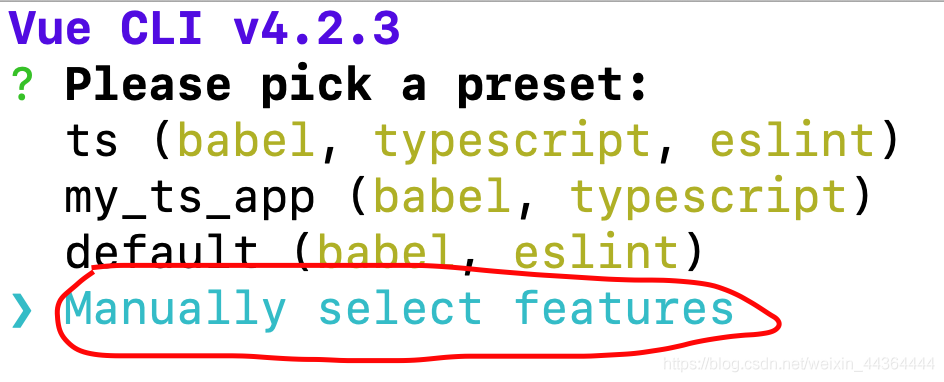 Vue CLI v4.2.3
? Please pick a preset:
ts (babel, typescript, eslint)
my_ts_app (babel, typescript)
default (babel, eslint)
❯ Manually select features
https://blog.csdn.net/weixin_44364444